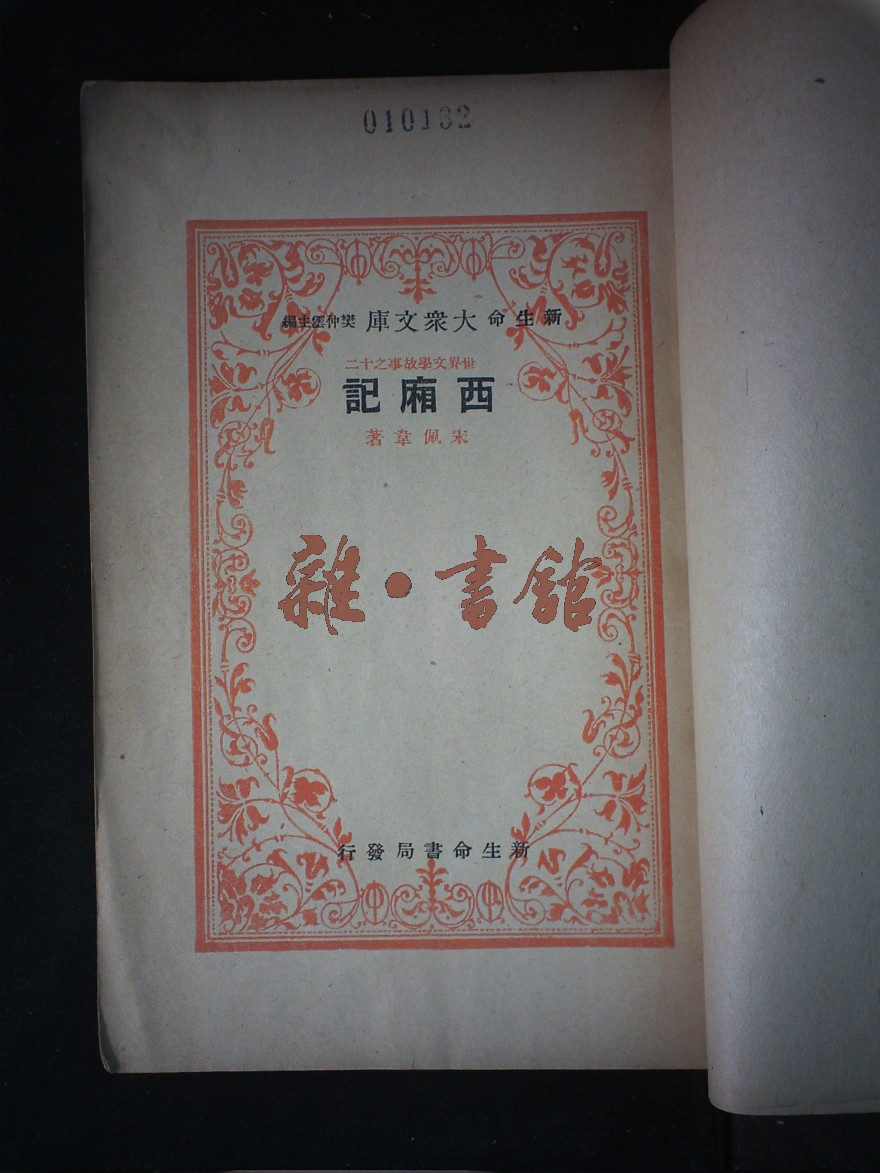 010132
新生命大衆文庫 樊仲雲主編
世界文學故事之十二
西廂記
宋佩韋著
雜·書館
新生命書局發行